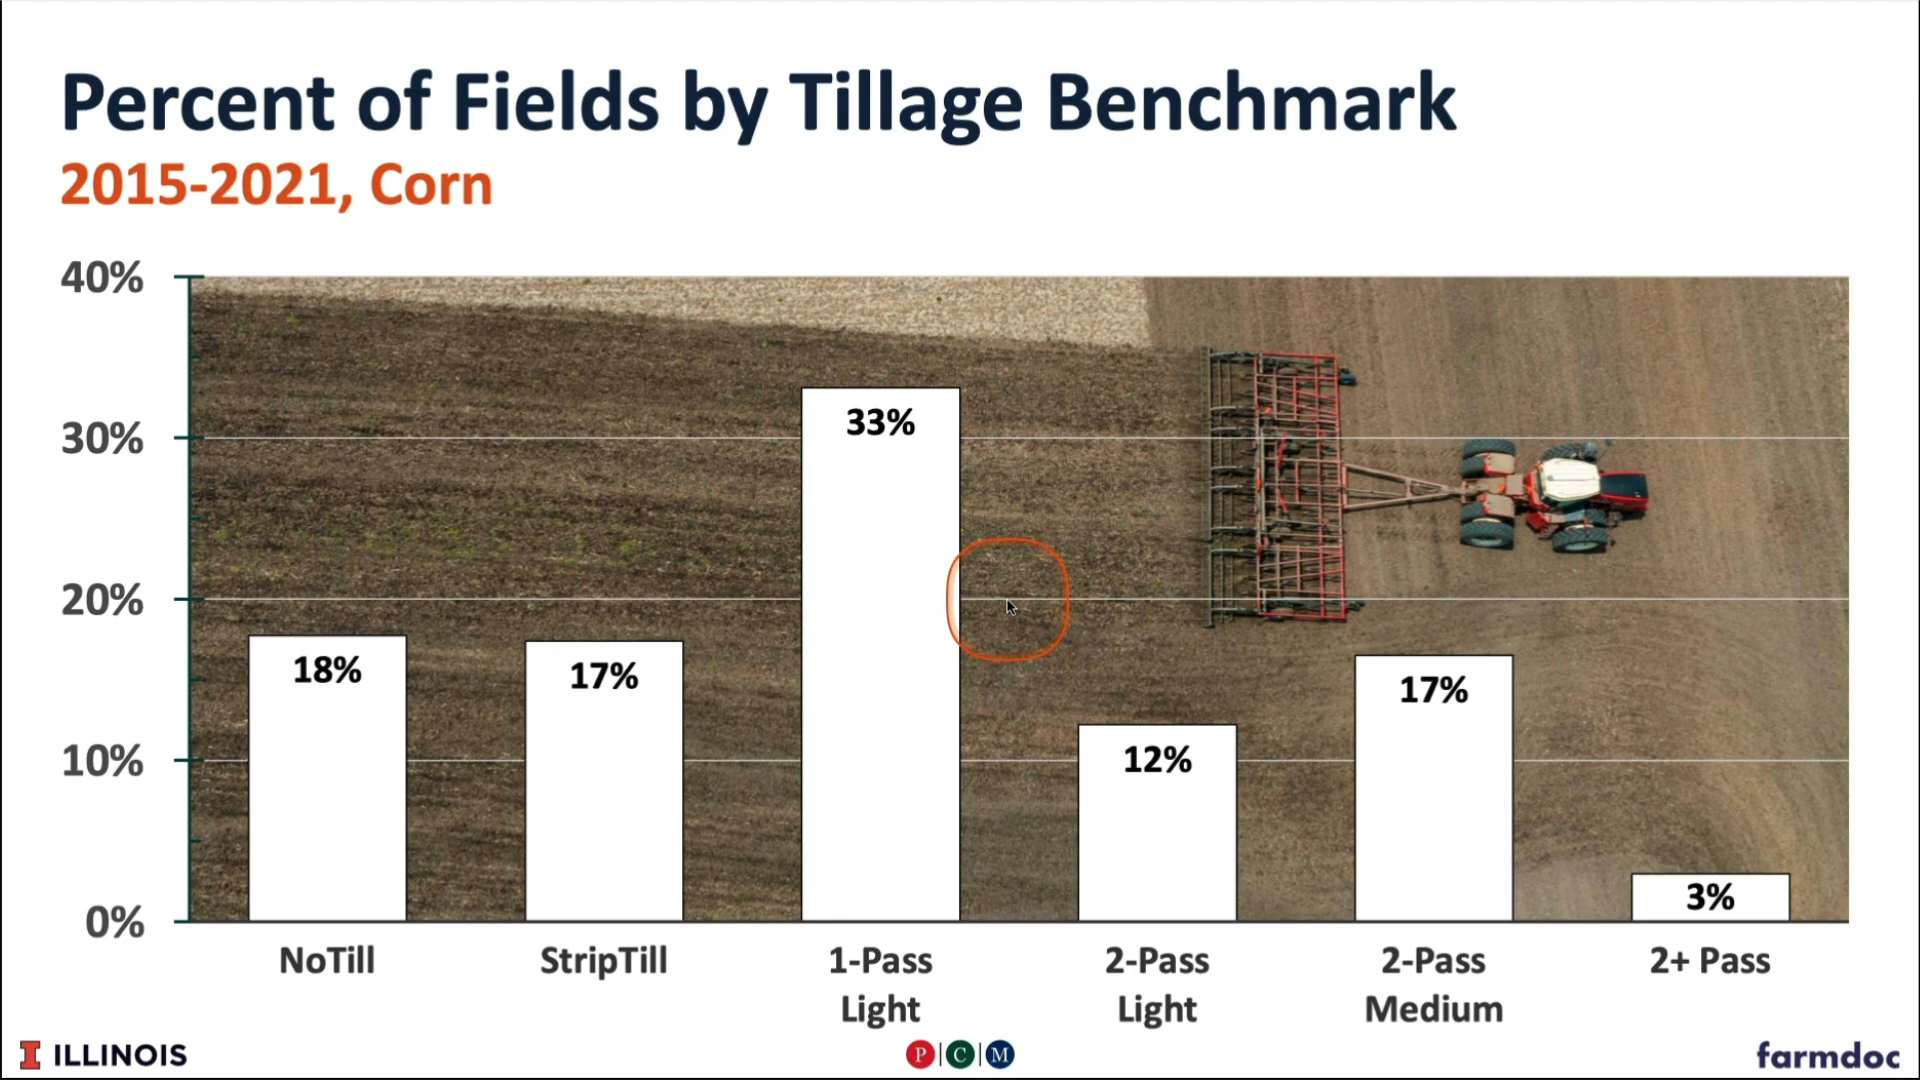 Percent of Fields by Tillage Benchmark
2015-2021, Corn
40%
30%
20%
10%
0%
18%
17%
33%
12%
17%
3%
NoTill
StripTill
1-Pass
Light
2-Pass
Light
2-Pass
Medium
2+ Pass
I ILLINOIS
P|C|M
farmdoc